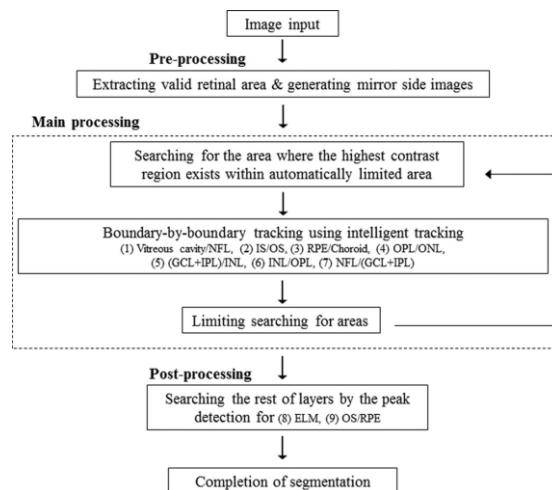 Image input
Pre-processing
Extracting valid retinal area & generating mirror side images
Main processing
Searching for the area where the highest contrast
region exists within automatically limited area
Boundary-by-boundary tracking using intelligent tracking
(1) Vitreous cavity/NFL, (2) IS/OS, (3) RPE/Choroid, (4) OPL/ONL,
(5) (GCL+IPL)/INL, (6) INL/OPL, (7) NFL/(GCL+IPL)
Limiting searching for areas
Post-processing
Searching the rest of layers by the peak
detection for (8) ELM, (9) OS/RPE
Completion of segmentation